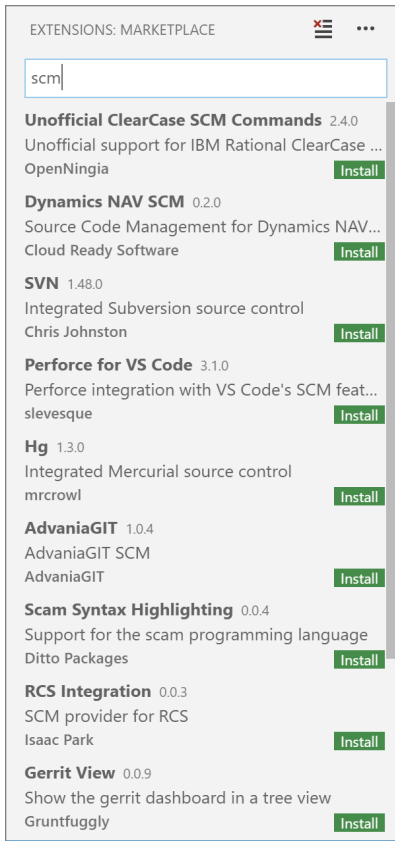 EXTENSIONS: MARKETPLACE
scm
Unofficial ClearCase SCM Commands 2.4.0
Unofficial support for IBM Rational ClearCase ...
OpenNingia Install
Dynamics NAV SCM 0.2.0
Source Code Management for Dynamics NAV...
Cloud Ready Software Install
SVN 1.48.0
Integrated Subversion source control
Chris Johnston Install
Perforce for VS Code 3.1.0
Perforce integration with VS Code's SCM feat...
slevesque Install
Hg 1.3.0
Integrated Mercurial source control
mrcrowl Install
AdvaniaGIT 1.0.4
AdvaniaGIT SCM
AdvaniaGIT Install
Scam Syntax Highlighting 0.0.4
Support for the scam programming language
Ditto Packages Install
RCS Integration 0.0.3
SCM provider for RCS
Isaac Park Install
Gerrit View 0.0.9
Show the gerrit dashboard in a tree view
Gruntfuggly Install